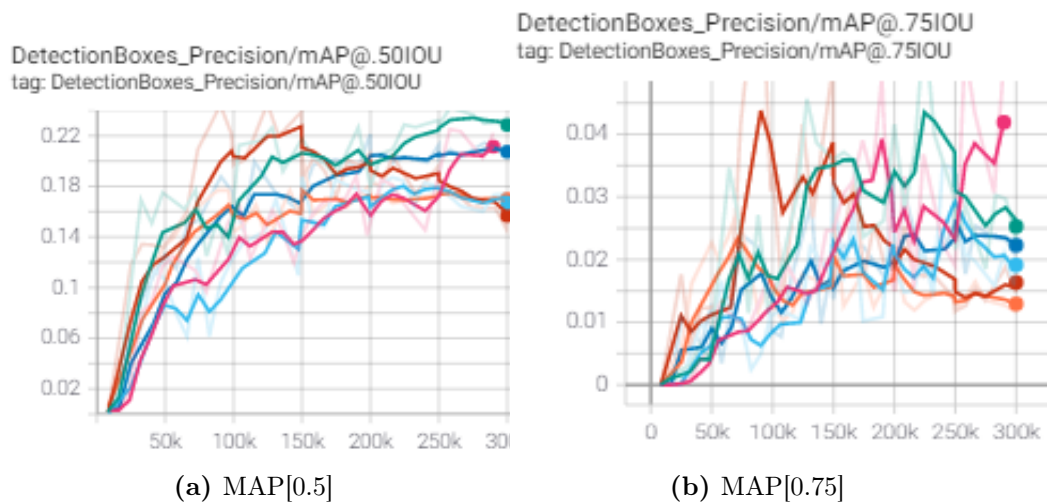 DetectionBoxes_Precision/mAP@.50IOU
tag: DetectionBoxes_Precision/mAP@.50IOU
0.22
0.18
0.14
0.1
0.06
0.02
50k 100k 150k 200k 250k 300
(a) MAP[0.5]
DetectionBoxes_Precision/mAP@.75IOU
tag: DetectionBoxes_Precision/mAP@.75IOU
0.04
0.03
0.02
0.01
0
0 50k 100k 150k 200k 250k 300k
(b) MAP[0.75]